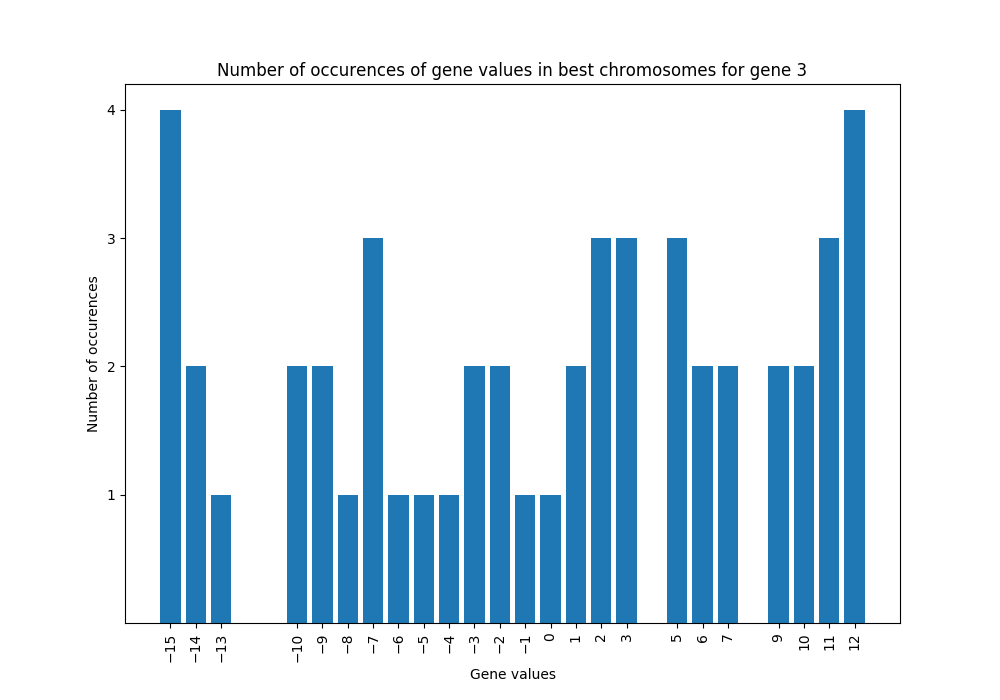 Number of occurences of gene values in best chromosomes for gene 3
Number of occurences
4
3
2
1
−15 −14 −13 −10 −9 −8 −7 −6 −5 −4 −3 −2 −1 0 1 2 3 5 6 7 9 10 11 12
Gene values